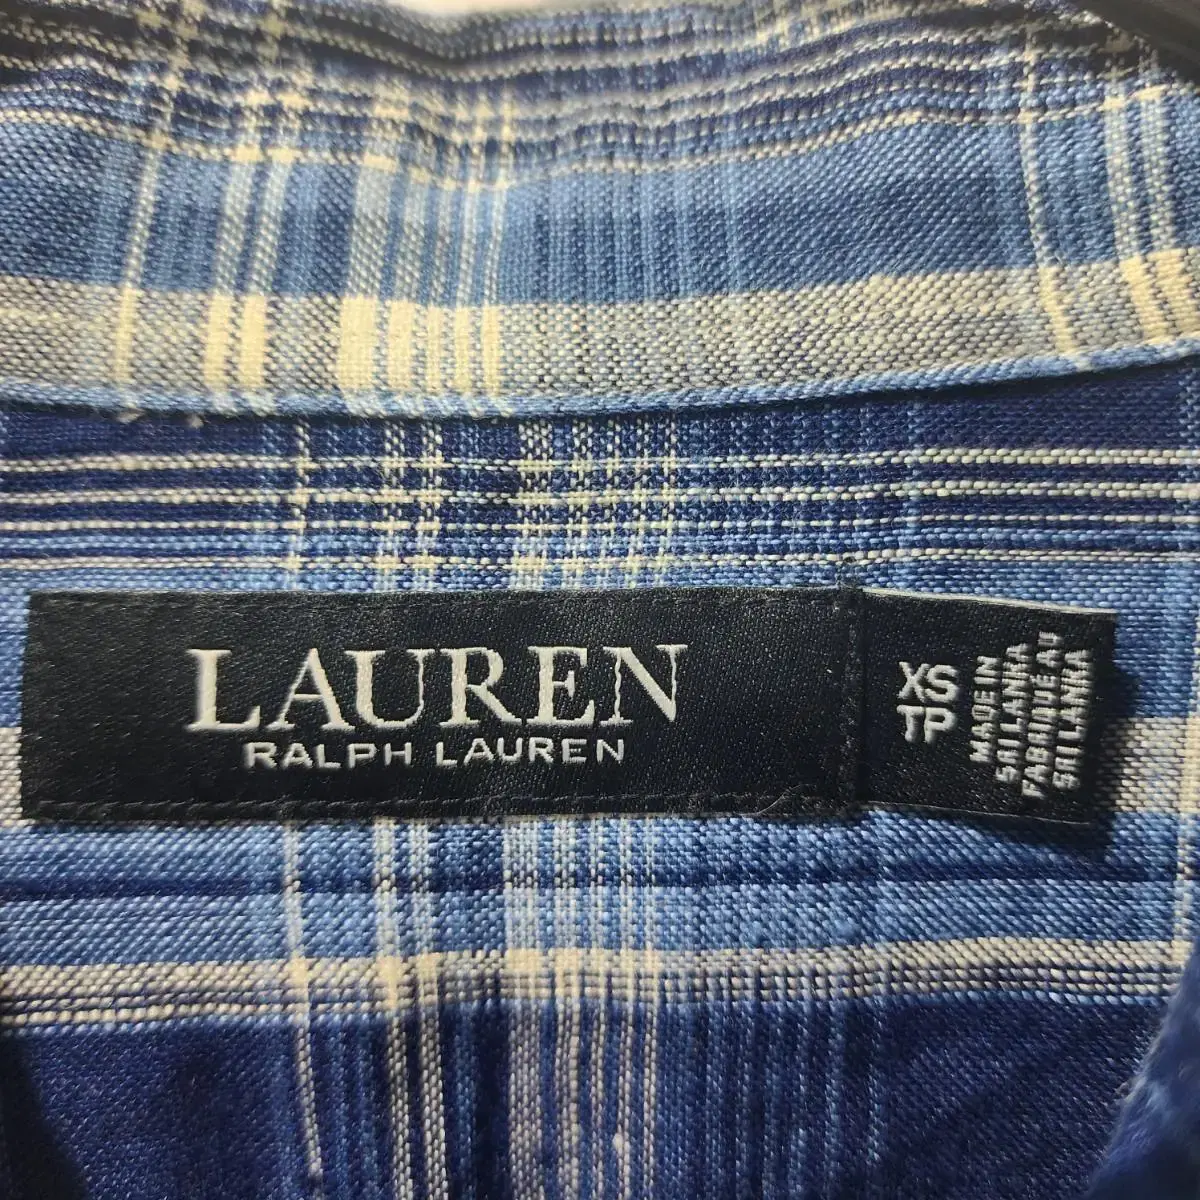 LAUREN
RALPH LAUREN
XS
TP
MADE IN
SRI LANKA
FABRIQUÉ AU
SRI LANKA